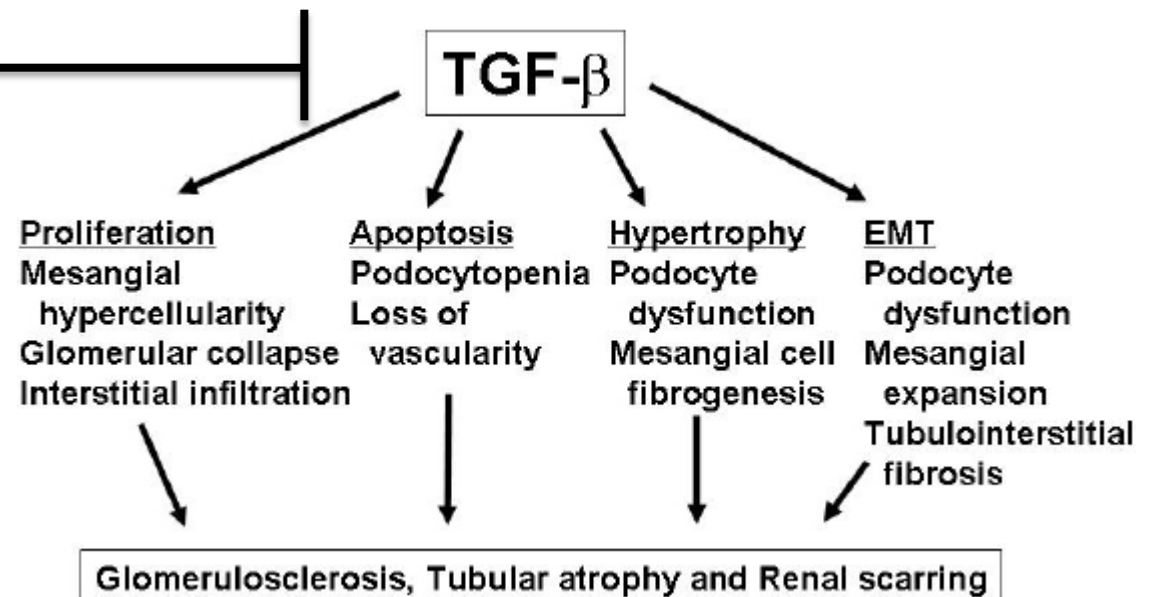 TGF-β
Proliferation
Mesangial
hypercellularity
Glomerular collapse
Interstitial infiltration
Apoptosis
Podocytopenia
Loss of
vascularity
Hypertrophy
Podocyte
dysfunction
Mesangial cell
fibrogenesis
EMT
Podocyte
dysfunction
Mesangial
expansion
Tubulointerstitial
fibrosis
Glomerulosclerosis, Tubular atrophy and Renal scarring